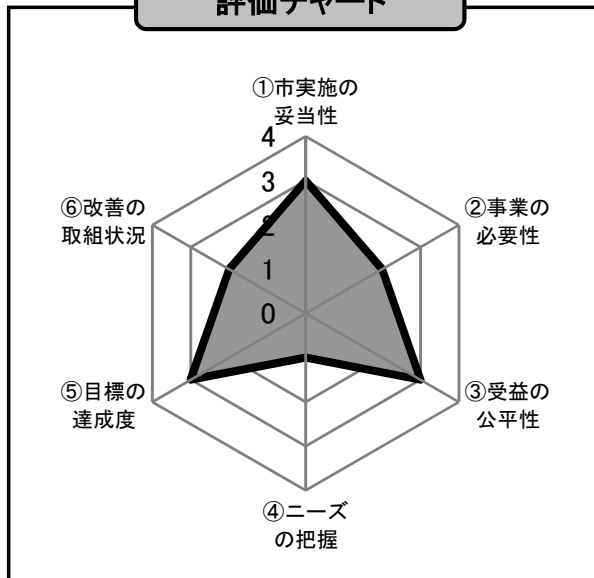 評価チャート
①市実施の
妥当性
4
3
2
1
0
②事業の
必要性
③受益の
公平性
④ニーズ
の把握
⑤目標の
達成度
⑥改善の
取組状況